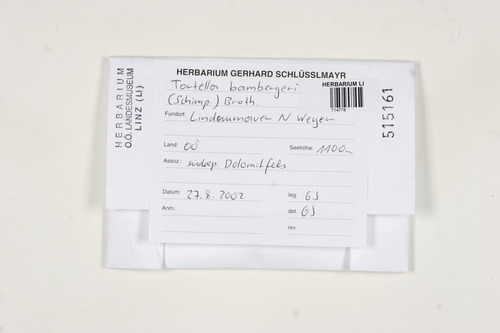 HERBARIUM
O.Ö. LANDESMUSEUM
LINZ (LI)
HERBARIUM GERHARD SCHLÜSSLMAYR
Tortella bambergeri
(Schimp.) Broth.
HERBARIUM LI
714778
515161
Fundort: Lindaumauer N Weyer
Land: OÖ Seehöhe: 1100m
Assoz.: südexp. Dolomitfels
Datum: 27.8.2002 leg. GS
Anm.: det. GS
rev.